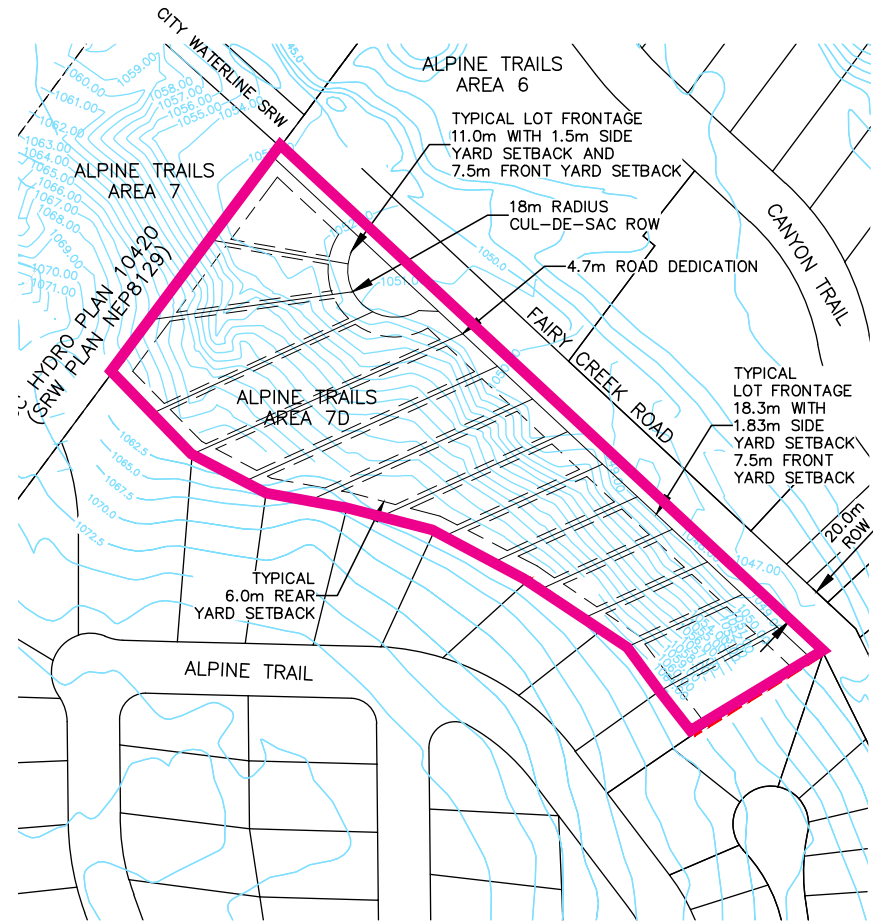 CITY WATERLINE SRW
ALPINE TRAILS
AREA 6
TYPICAL LOT FRONTAGE
11.0m WITH 1.5m SIDE
YARD SETBACK AND
7.5m FRONT YARD SETBACK
18m RADIUS
CUL-DE-SAC ROW
4.7m ROAD DEDICATION
CANYON TRAIL
ALPINE TRAILS
AREA 7
HYDRO PLAN 10420
(SRW PLAN NEP8129)
FAIRY CREEK ROAD
TYPICAL
LOT FRONTAGE
18.3m WITH
1.83m SIDE
YARD SETBACK
7.5m FRONT
YARD SETBACK
20.0m
ROW
ALPINE TRAILS
AREA 7D
TYPICAL
6.0m REAR
YARD SETBACK
ALPINE TRAIL
1060.00
1061.00
1062.00
1063.00
1064.00
1065.00
1066.00
1067.00
1068.00
1069.00
1070.00
1071.00
1059.00
1058.00
1057.00
1056.00
1055.00
1050.0
1062.5
1065.0
1067.5
1070.0
1072.5
1047.00